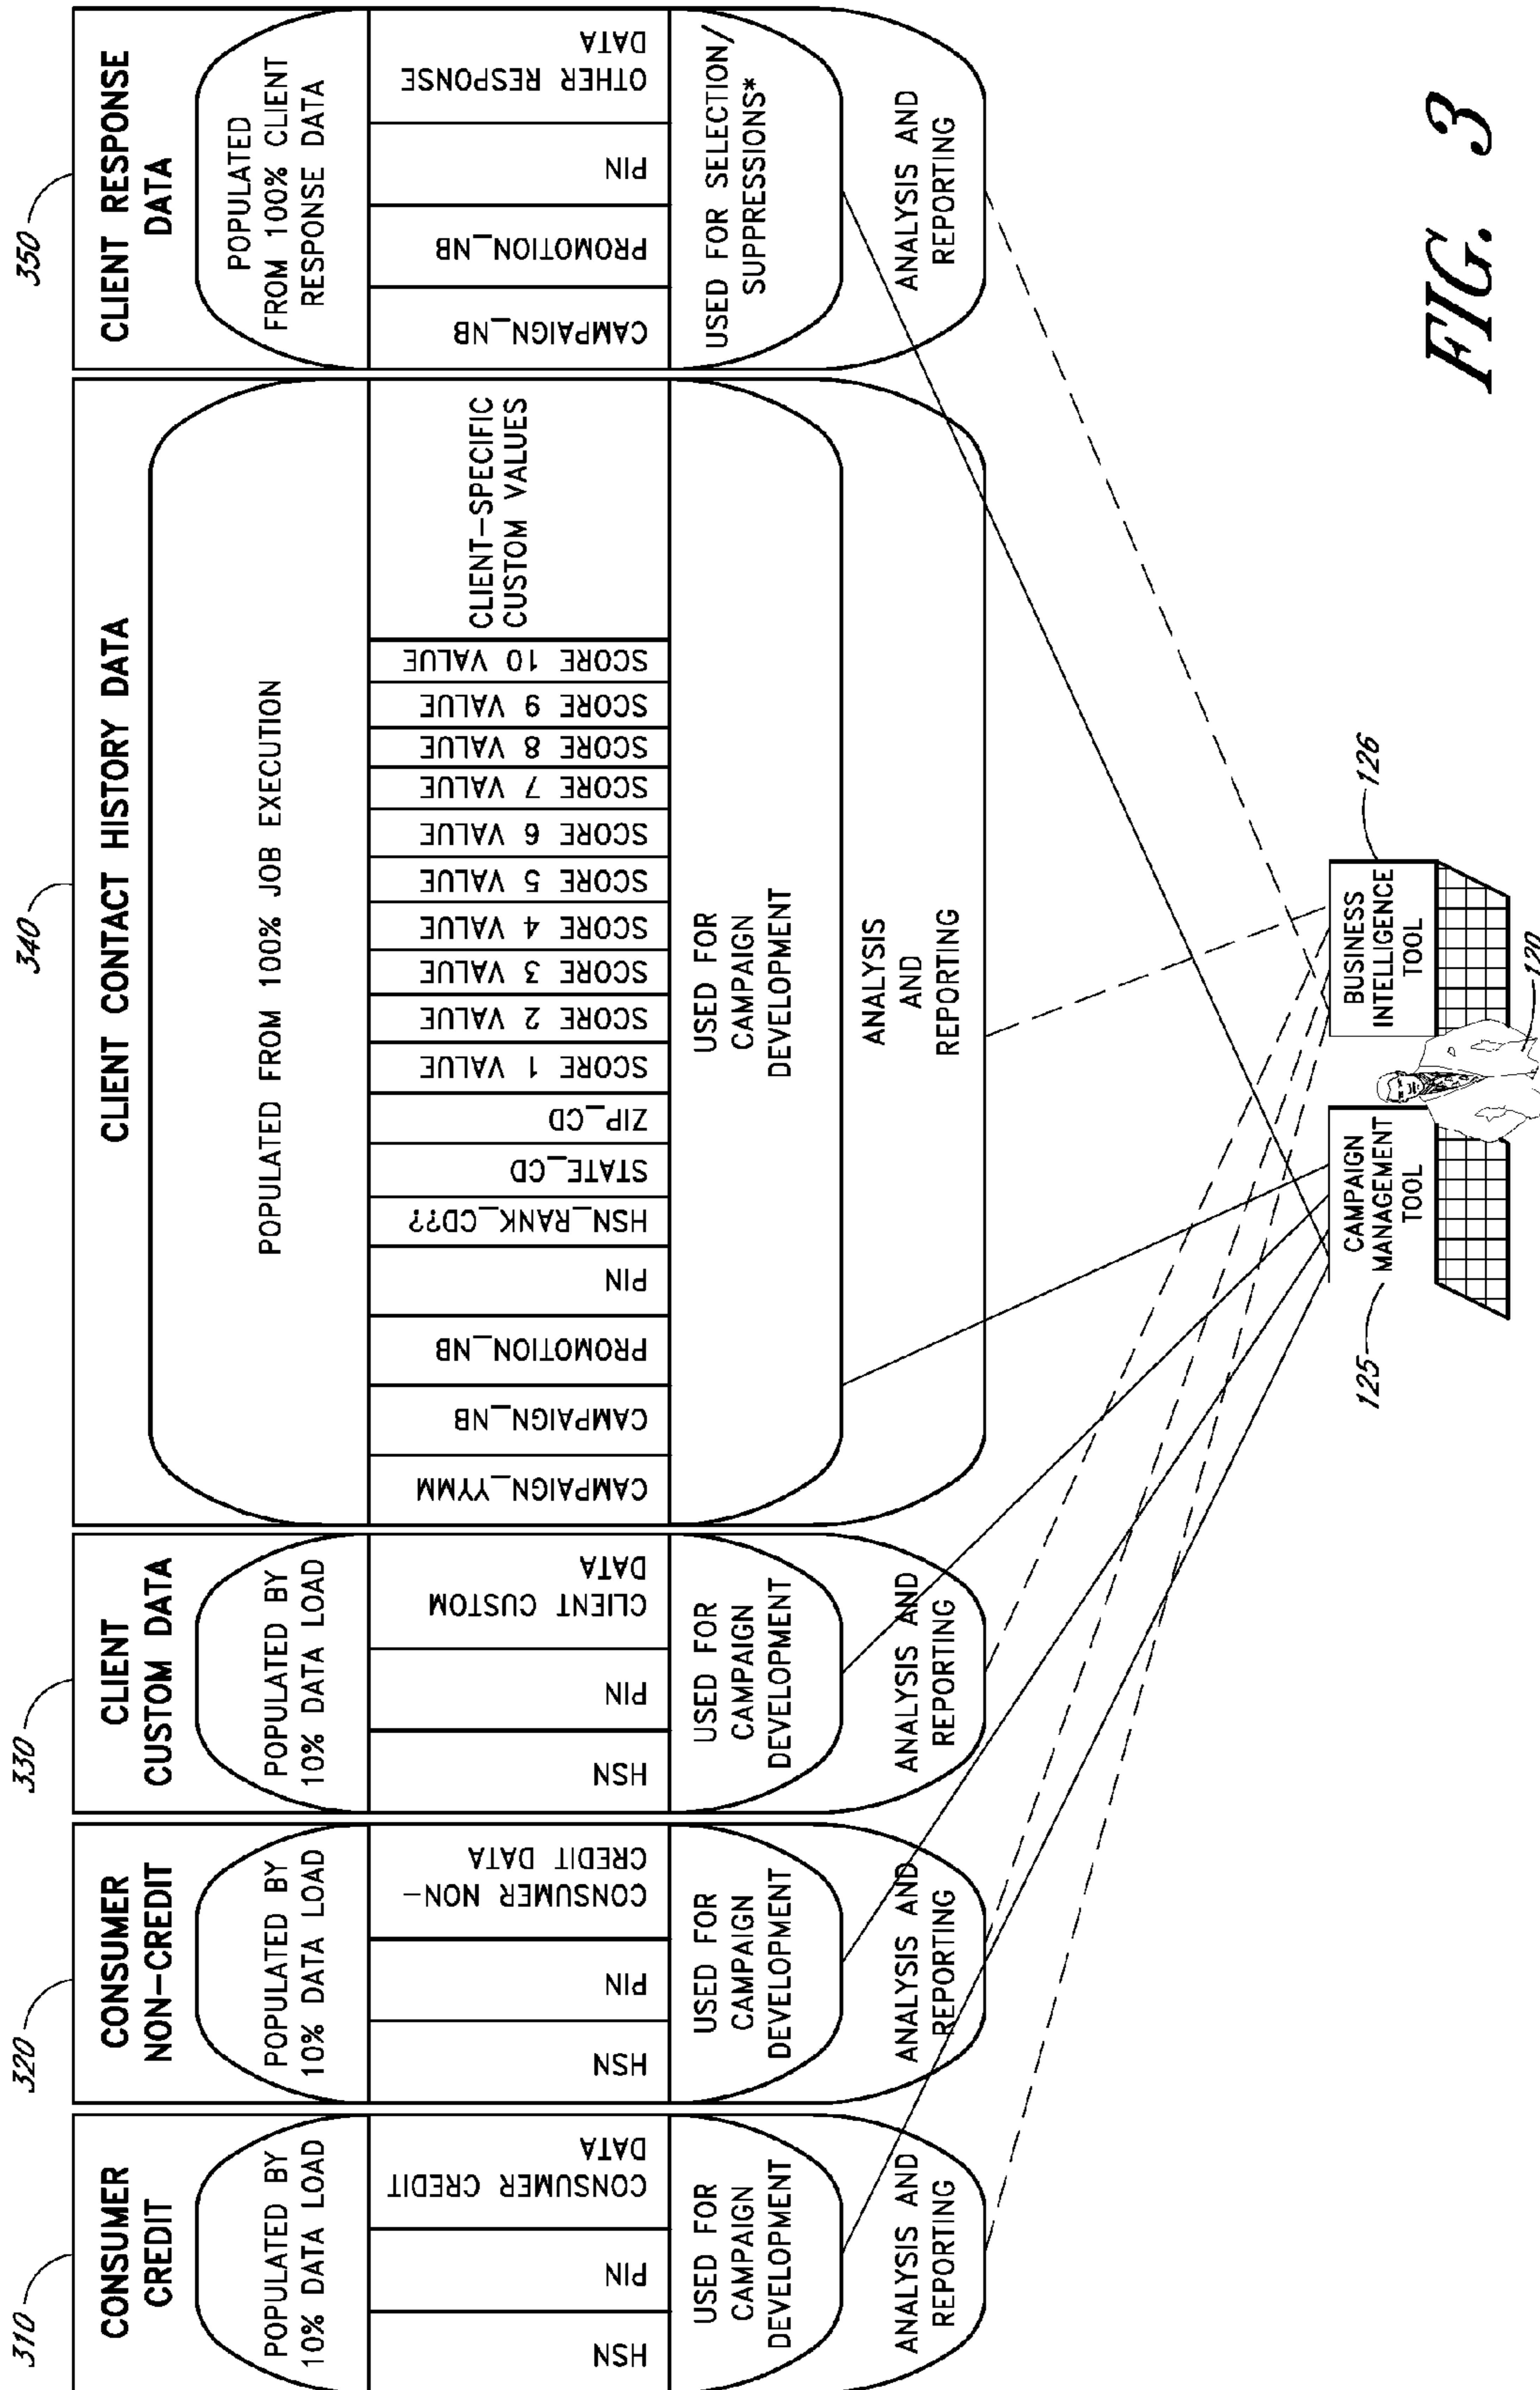 310
CONSUMER
CREDIT
POPULATED BY
10% DATA LOAD
HSN
PIN
CONSUMER CREDIT
DATA
USED FOR
CAMPAIGN
DEVELOPMENT
ANALYSIS AND
REPORTING
320
CONSUMER
NON-CREDIT
POPULATED BY
10% DATA LOAD
HSN
PIN
CONSUMER NON-
CREDIT DATA
USED FOR
CAMPAIGN
DEVELOPMENT
ANALYSIS AND
REPORTING
330
CLIENT
CUSTOM DATA
POPULATED BY
10% DATA LOAD
HSN
PIN
CLIENT CUSTOM
DATA
USED FOR
CAMPAIGN
DEVELOPMENT
ANALYSIS AND
REPORTING
340
CLIENT CONTACT HISTORY DATA
POPULATED FROM 100% JOB EXECUTION
CAMPAIGN_YYMM
CAMPAIGN_NB
PROMOTION_NB
PIN
HSN_RANK_CD??
STATE_CD
ZIP_CD
SCORE 1 VALUE
SCORE 2 VALUE
SCORE 3 VALUE
SCORE 4 VALUE
SCORE 5 VALUE
SCORE 6 VALUE
SCORE 7 VALUE
SCORE 8 VALUE
SCORE 9 VALUE
SCORE 10 VALUE
CLIENT-SPECIFIC
CUSTOM VALUES
USED FOR
CAMPAIGN
DEVELOPMENT
ANALYSIS
AND
REPORTING
350
CLIENT RESPONSE
DATA
POPULATED
FROM 100% CLIENT
RESPONSE DATA
CAMPAIGN_NB
PROMOTION_NB
PIN
OTHER RESPONSE
DATA
USED FOR SELECTION/
SUPPRESSIONS*
ANALYSIS AND
REPORTING
125
CAMPAIGN
MANAGEMENT
TOOL
BUSINESS
INTELLIGENCE
TOOL
126
120
FIG. 3